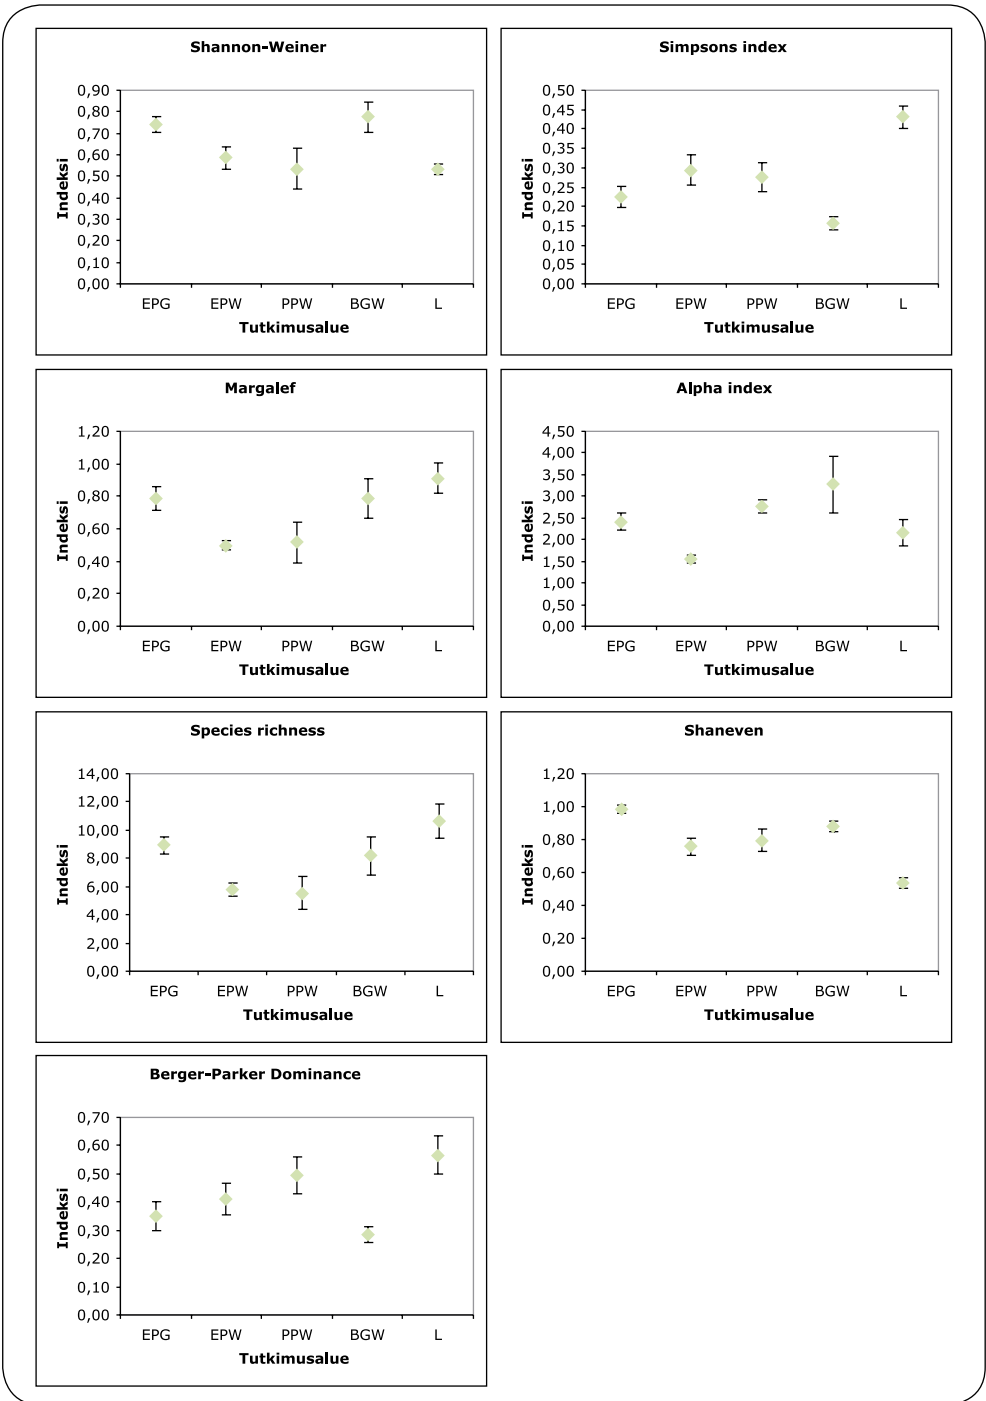 Shannon-Weiner
0,90
0,80
0,70
0,60
0,50
0,40
0,30
0,20
0,10
0,00
Indeksi
EPG EPW PPW BGW L
Tutkimusalue
Simpsons index
0,50
0,45
0,40
0,35
0,30
0,25
0,20
0,15
0,10
0,05
0,00
Indeksi
EPG EPW PPW BGW L
Tutkimusalue
Margalef
1,20
1,00
0,80
0,60
0,40
0,20
0,00
Indeksi
EPG EPW PPW BGW L
Tutkimusalue
Alpha index
4,50
4,00
3,50
3,00
2,50
2,00
1,50
1,00
0,50
0,00
Indeksi
EPG EPW PPW BGW L
Tutkimusalue
Species richness
14,00
12,00
10,00
8,00
6,00
4,00
2,00
0,00
Indeksi
EPG EPW PPW BGW L
Tutkimusalue
Shaneven
1,20
1,00
0,80
0,60
0,40
0,20
0,00
Indeksi
EPG EPW PPW BGW L
Tutkimusalue
Berger-Parker Dominance
0,70
0,60
0,50
0,40
0,30
0,20
0,10
0,00
Indeksi
EPG EPW PPW BGW L
Tutkimusalue